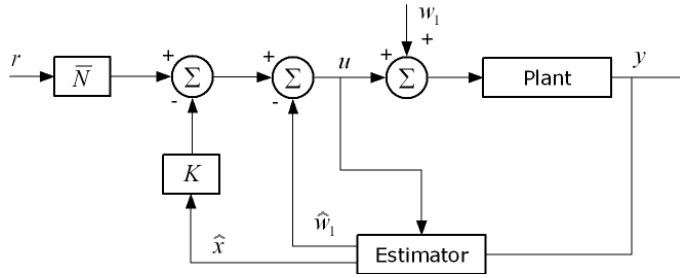 w₁
r
N̅
+
-
Σ
+
-
Σ
u
+
+
Σ
Plant
y
K
x̂
ŵ₁
Estimator